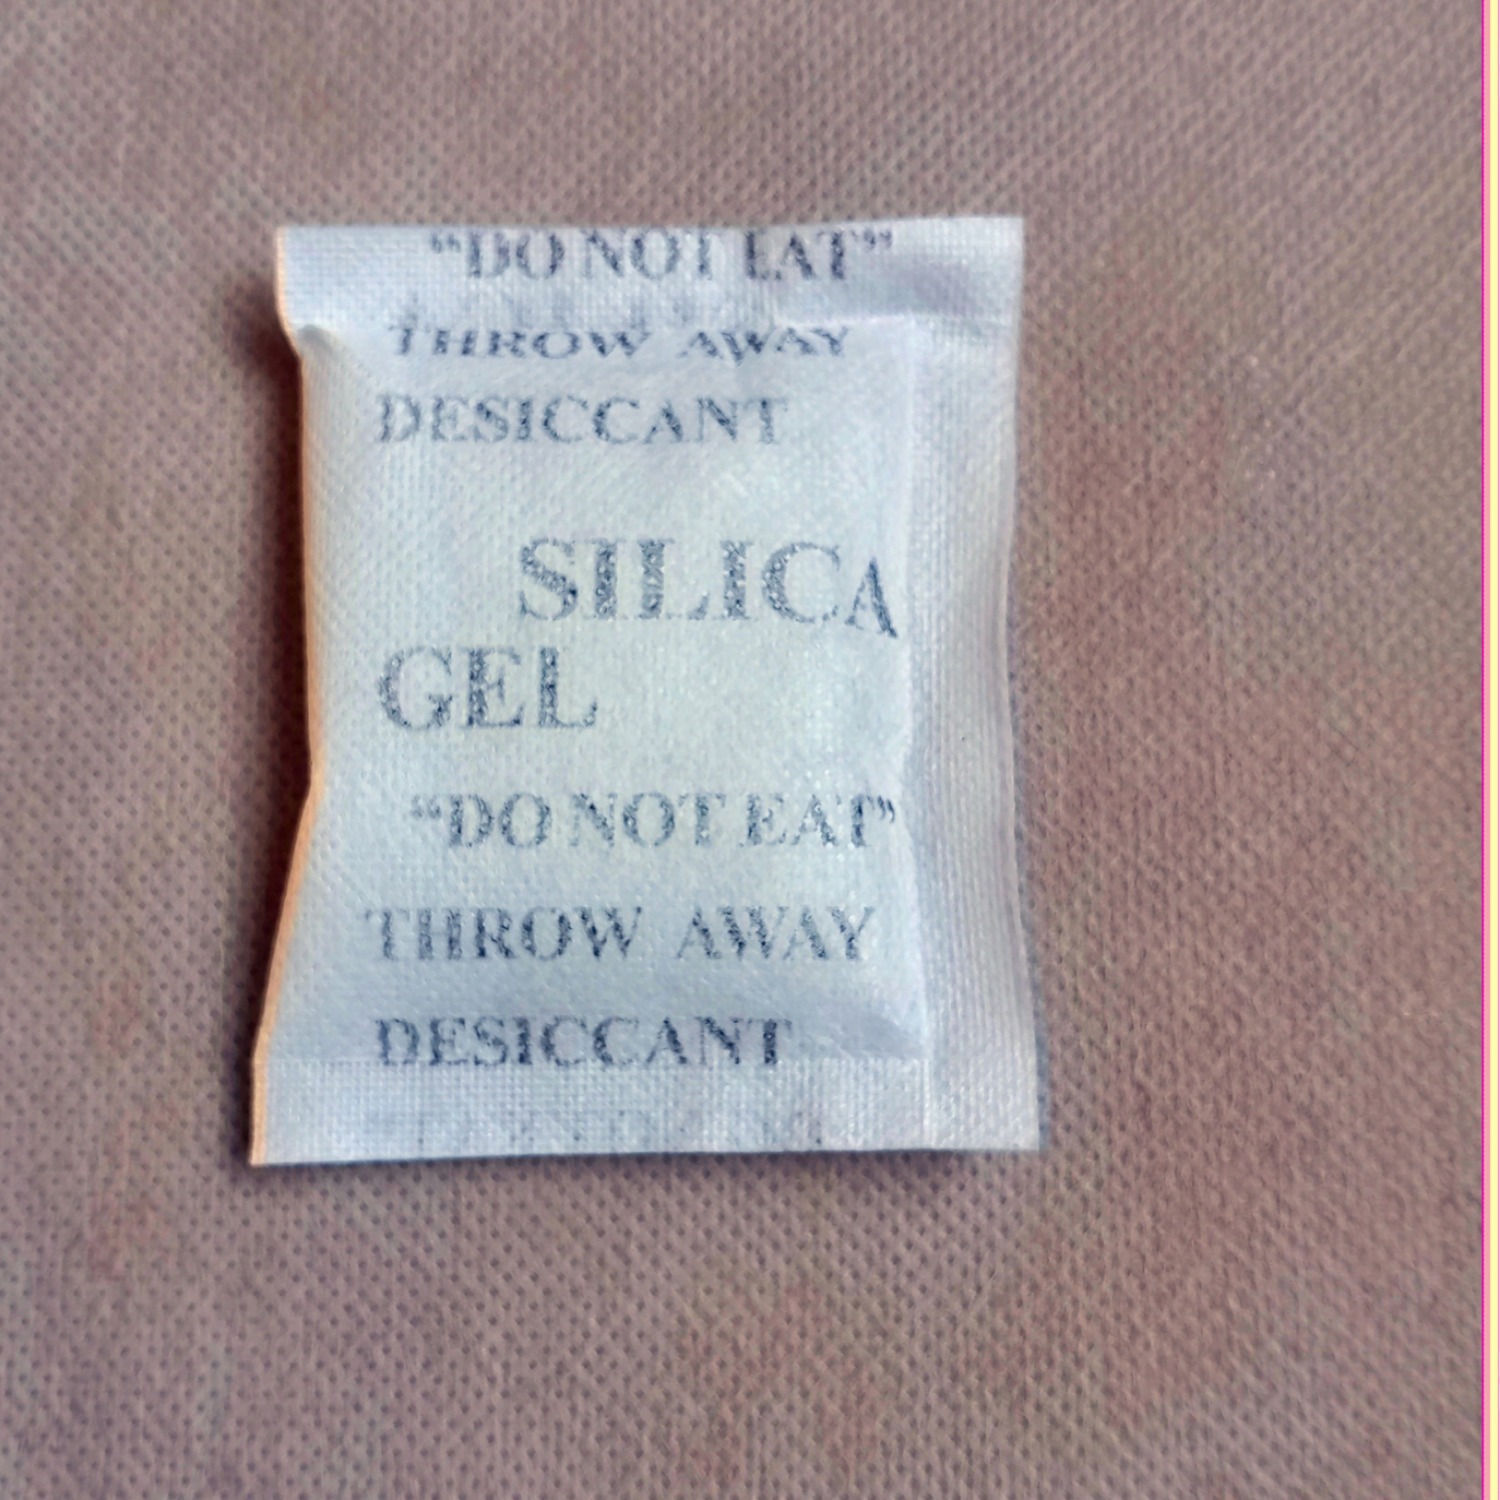 “DO NOT EAT”
THROW AWAY
DESICCANT
SILICA
GEL
“DO NOT EAT”
THROW AWAY
DESICCANT